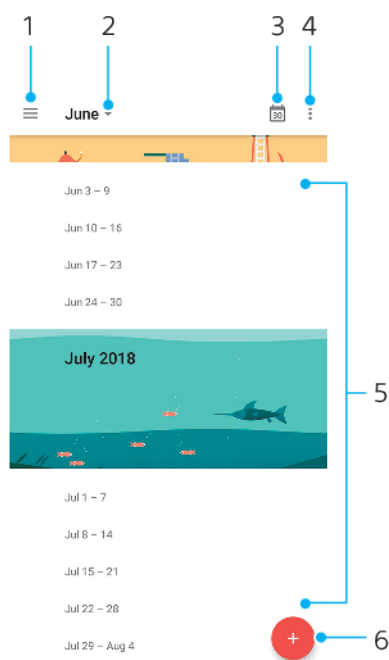 1 2 3 4
June
30
Jun 3 – 9
Jun 10 – 16
Jun 17 – 23
Jun 24 – 30
July 2018
5
Jul 1 – 7
Jul 8 – 14
Jul 15 – 21
Jul 22 – 28
Jul 29 – Aug 4
+
6